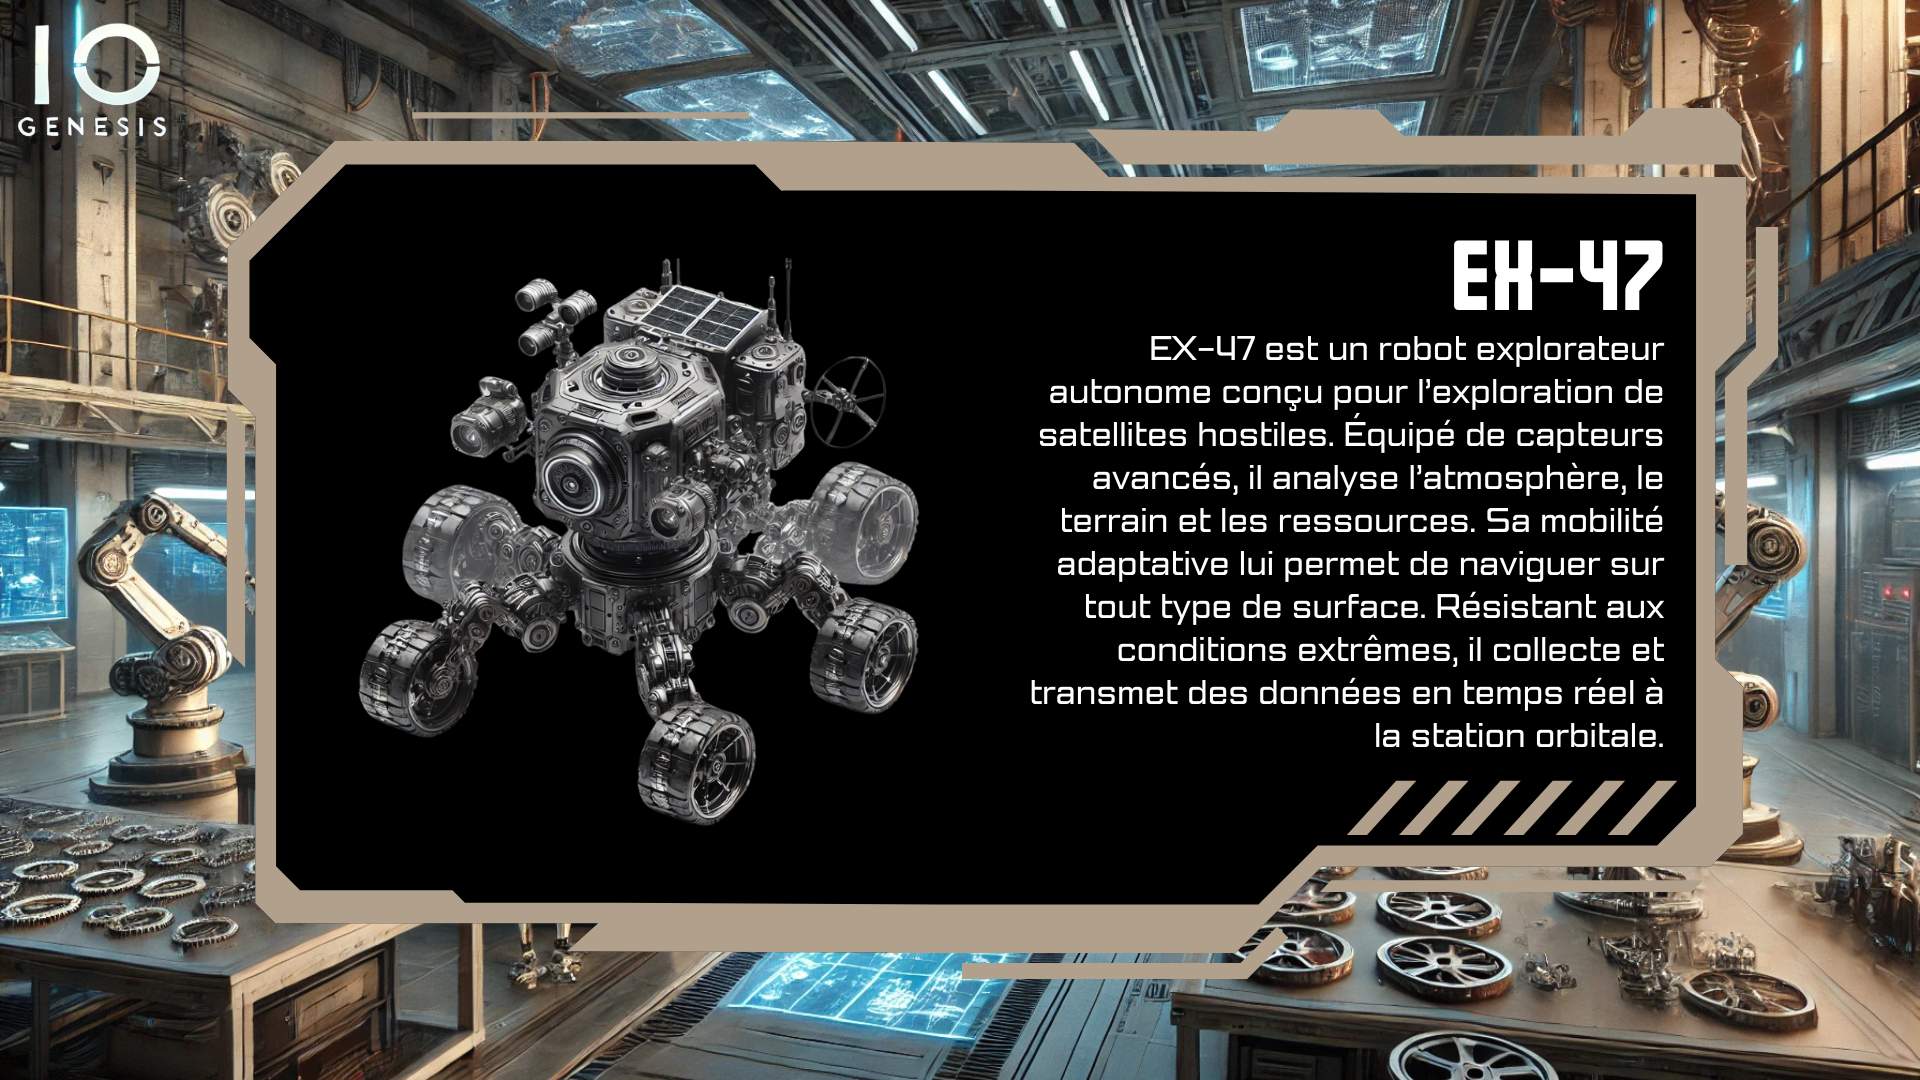 IO
GENESIS
EX-47
EX-47 est un robot explorateur
autonome conçu pour l’exploration de
satellites hostiles. Équipé de capteurs
avancés, il analyse l’atmosphère, le
terrain et les ressources. Sa mobilité
adaptative lui permet de naviguer sur
tout type de surface. Résistant aux
conditions extrêmes, il collecte et
transmet des données en temps réel à
la station orbitale.